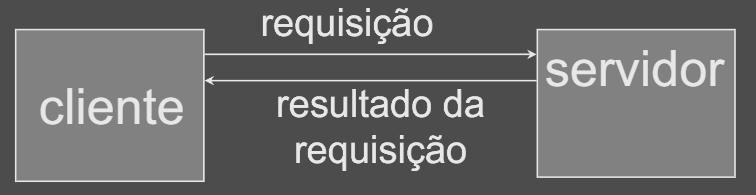 requisição
cliente
servidor
resultado da
requisição